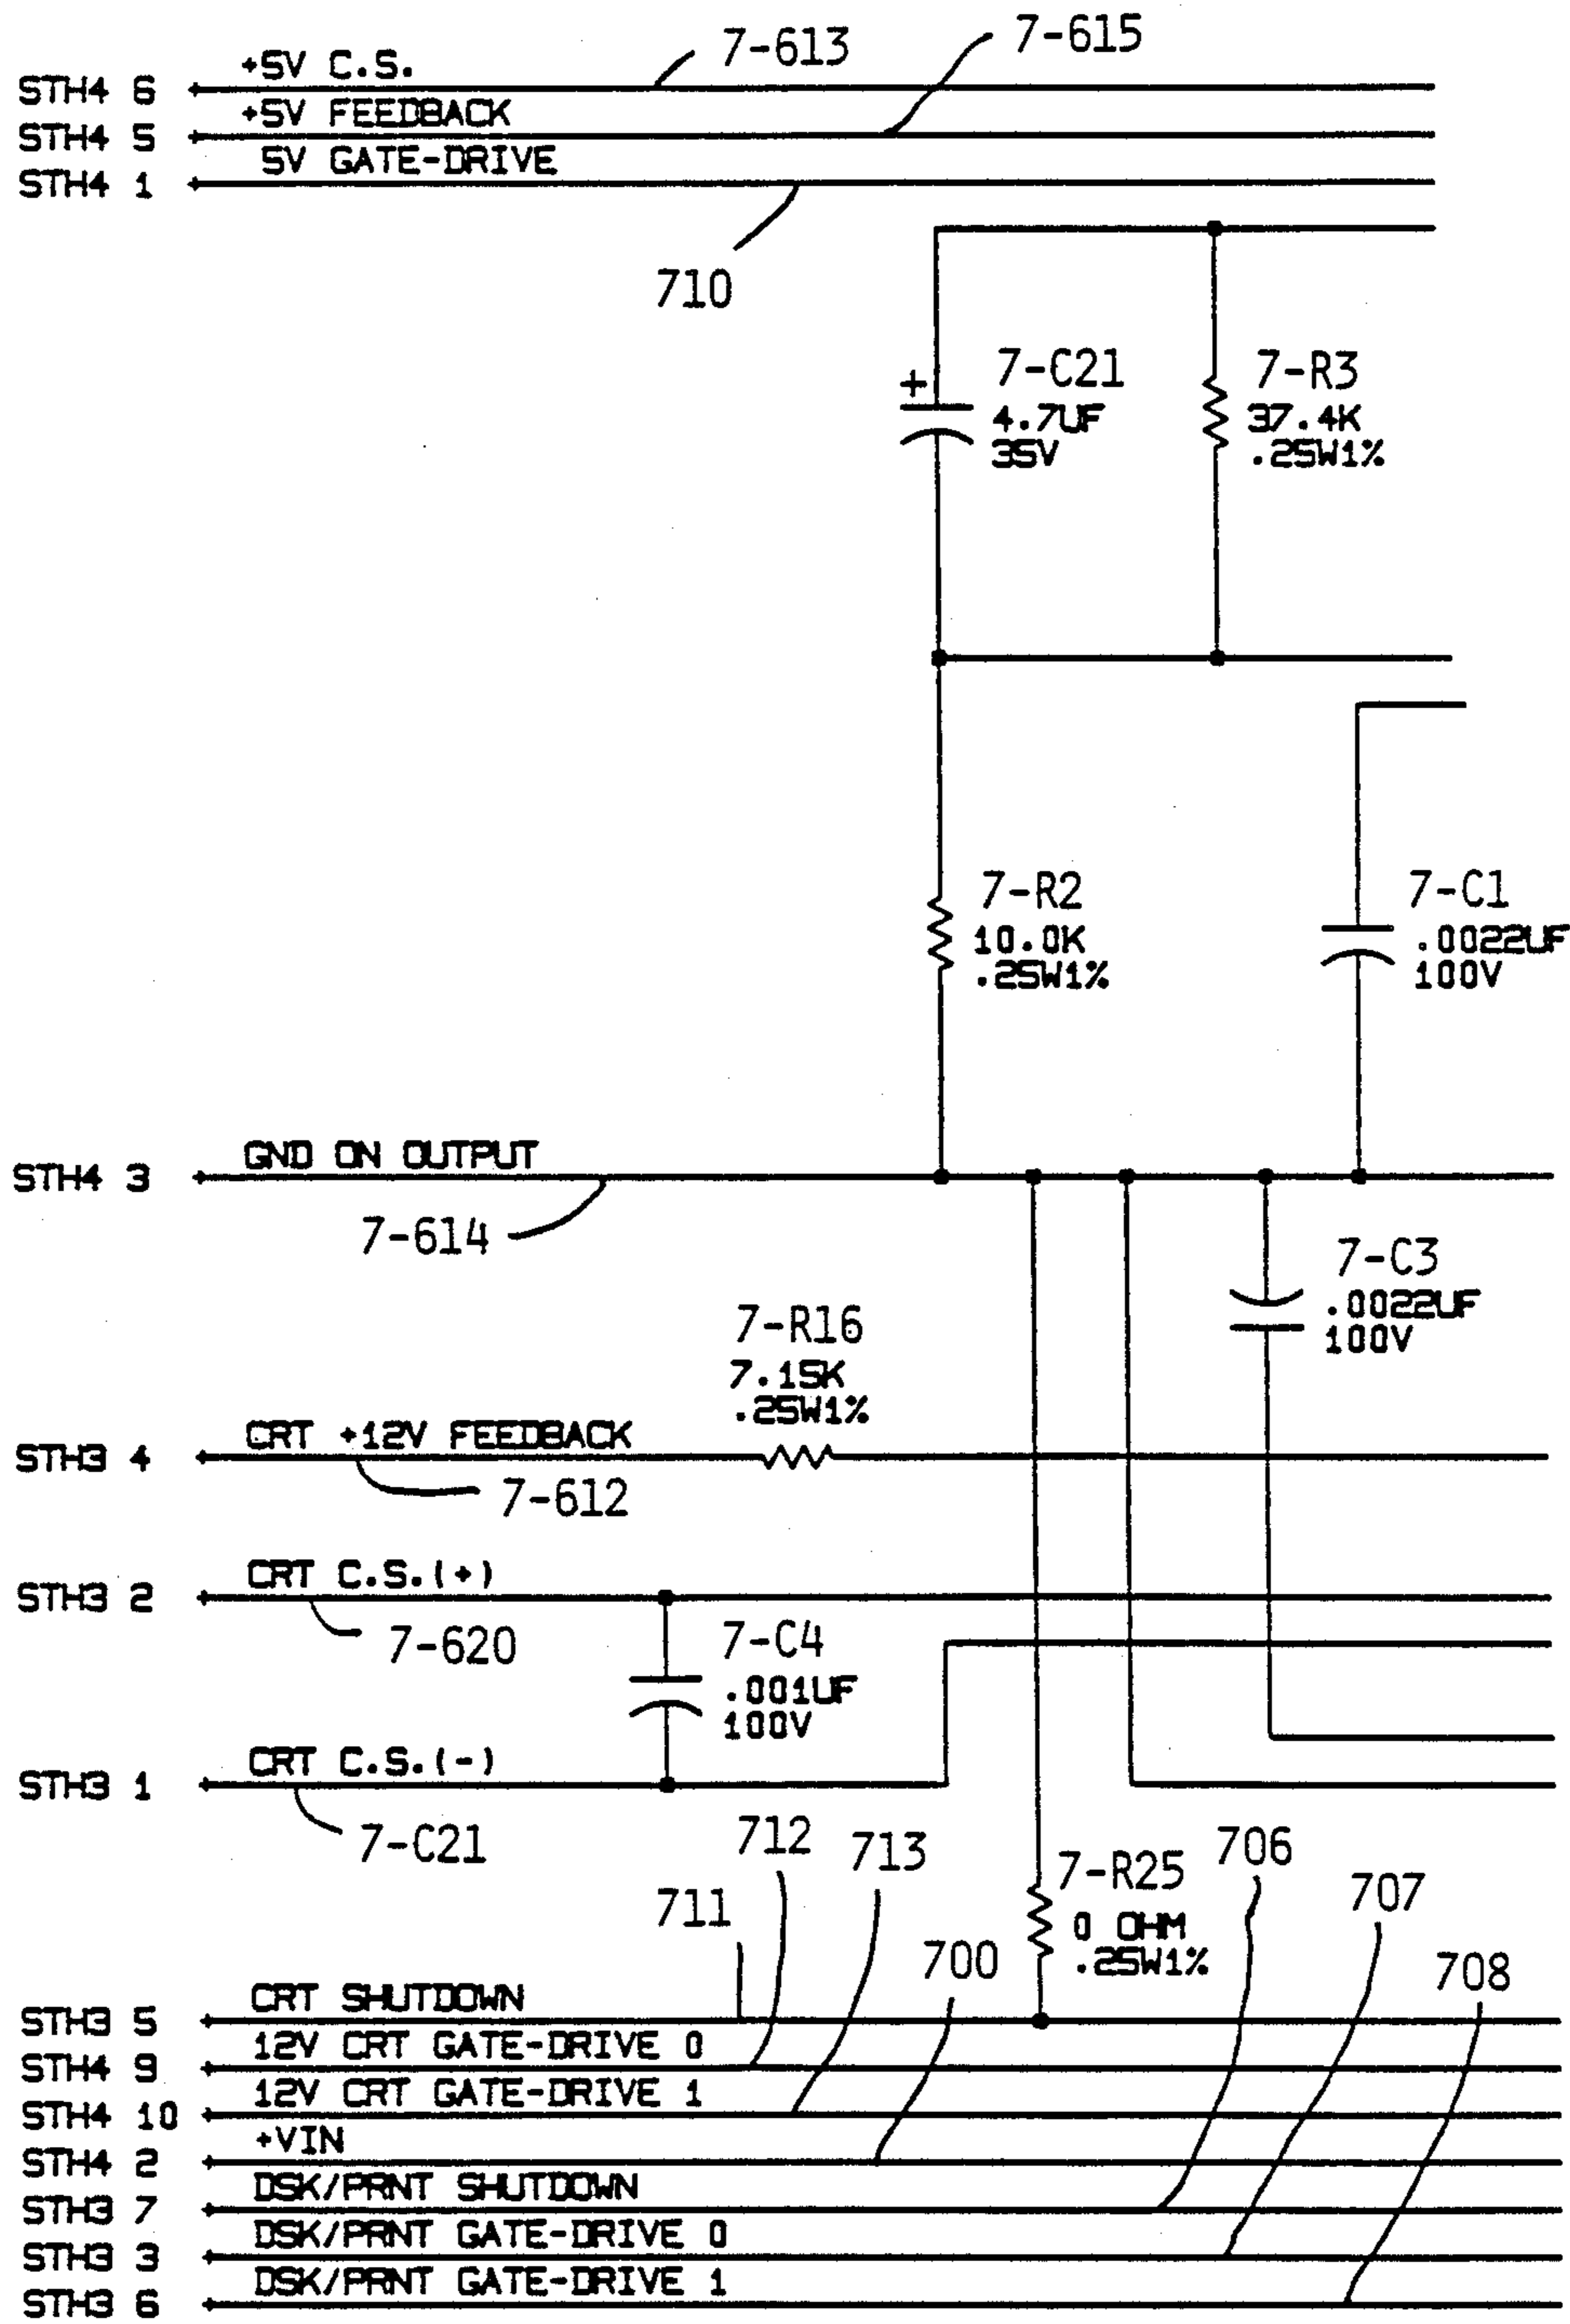 7-613
7-615
STH4 6 +5V C.S.
STH4 5 +5V FEEDBACK
STH4 1 5V GATE-DRIVE
710
+
7-C21
4.7UF
35V
7-R3
37.4K
.25W1%
7-R2
10.0K
.25W1%
7-C1
.0022UF
100V
STH4 3 GND ON OUTPUT
7-614
7-C3
.0022UF
100V
7-R16
7.15K
.25W1%
STH3 4 CRT +12V FEEDBACK
7-612
STH3 2 CRT C.S.(+)
7-620
7-C4
.001UF
100V
STH3 1 CRT C.S.(-)
7-C21
711
712
713
700
7-R25
0 OHM
.25W1%
706
707
708
STH3 5 CRT SHUTDOWN
STH4 9 12V CRT GATE-DRIVE 0
STH4 10 12V CRT GATE-DRIVE 1
STH4 2 +VIN
STH3 7 DSK/PRNT SHUTDOWN
STH3 3 DSK/PRNT GATE-DRIVE 0
STH3 6 DSK/PRNT GATE-DRIVE 1